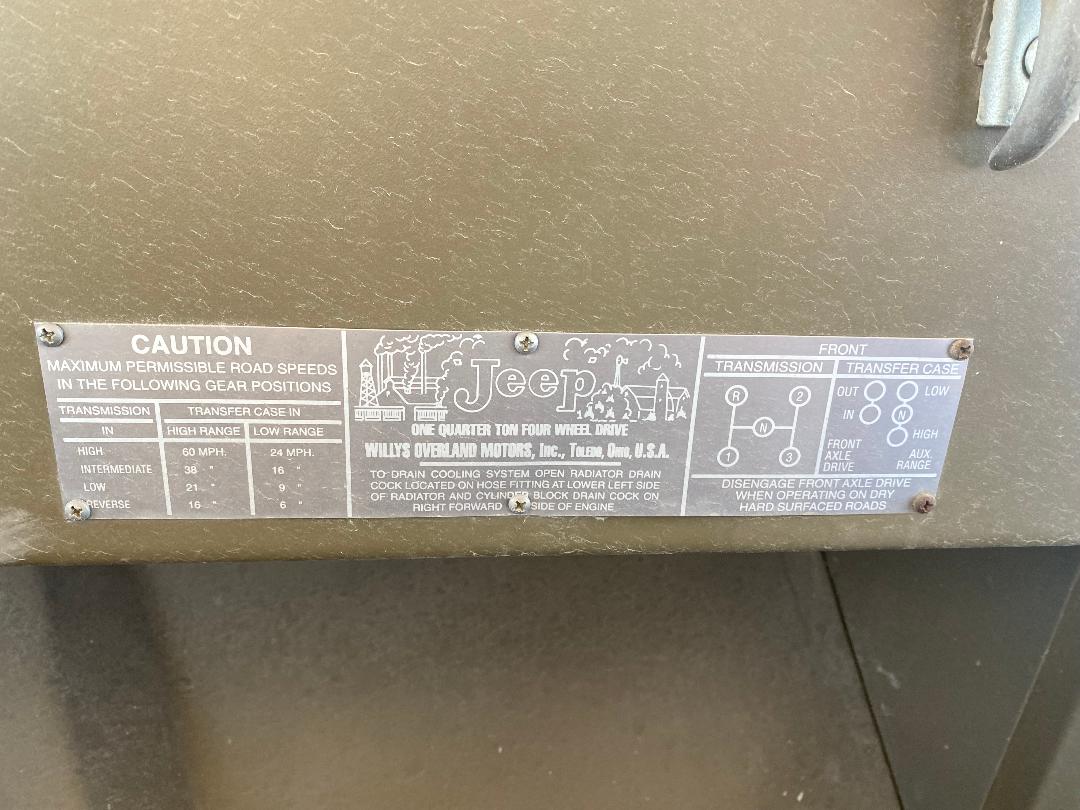 CAUTION
MAXIMUM PERMISSIBLE ROAD SPEEDS
IN THE FOLLOWING GEAR POSITIONS
TRANSMISSION TRANSFER CASE IN
IN HIGH RANGE LOW RANGE
HIGH 60 MPH. 24 MPH.
INTERMEDIATE 38 " 16 "
LOW 21 " 9 "
REVERSE 16 " 6 "
Jeep
ONE QUARTER TON FOUR WHEEL DRIVE
WILLYS OVERLAND MOTORS, Inc., Toledo, Ohio, U.S.A.
TO DRAIN COOLING SYSTEM OPEN RADIATOR DRAIN
COCK LOCATED ON HOSE FITTING AT LOWER LEFT SIDE
OF RADIATOR AND CYLINDER BLOCK DRAIN COCK ON
RIGHT FORWARD SIDE OF ENGINE
FRONT
TRANSMISSION TRANSFER CASE
R 2
N
1 3
OUT LOW
IN N
HIGH
FRONT
AXLE AUX.
DRIVE RANGE
DISENGAGE FRONT AXLE DRIVE
WHEN OPERATING ON DRY
HARD SURFACED ROADS